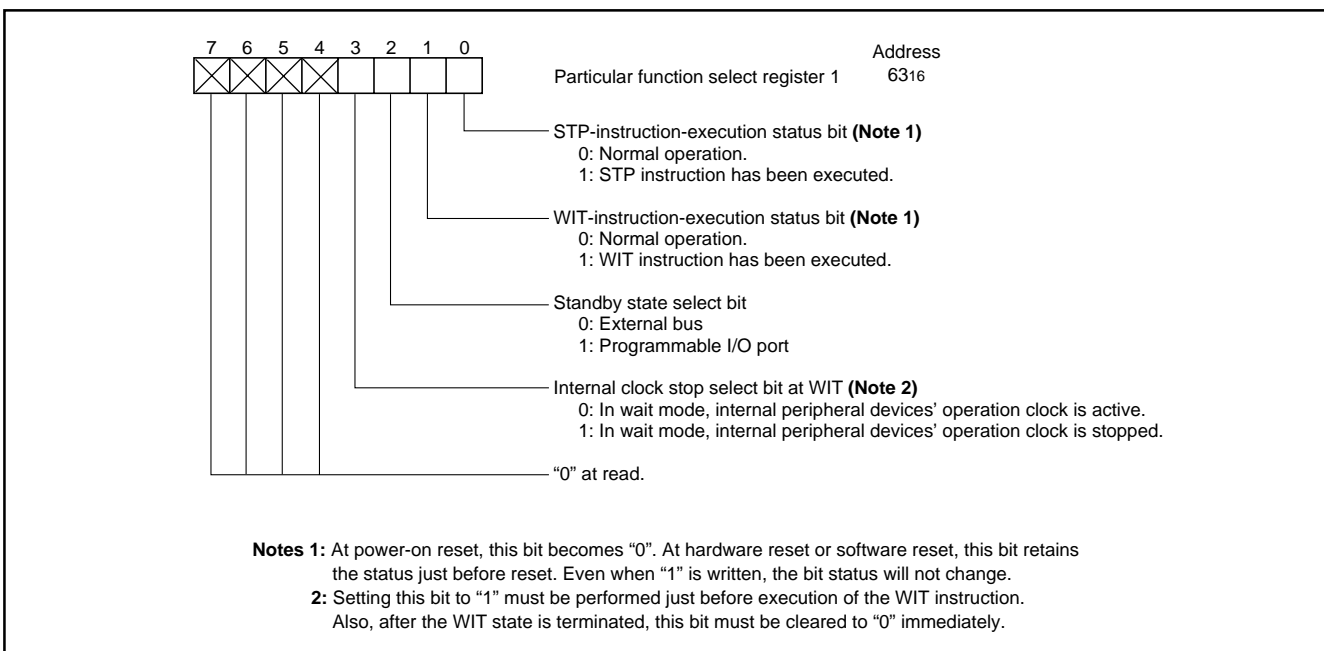 7 6 5 4 3 2 1 0
Address
Particular function select register 1
6316
STP-instruction-execution status bit (Note 1)
0: Normal operation.
1: STP instruction has been executed.
WIT-instruction-execution status bit (Note 1)
0: Normal operation.
1: WIT instruction has been executed.
Standby state select bit
0: External bus
1: Programmable I/O port
Internal clock stop select bit at WIT (Note 2)
0: In wait mode, internal peripheral devices’ operation clock is active.
1: In wait mode, internal peripheral devices’ operation clock is stopped.
“0” at read.
Notes 1: At power-on reset, this bit becomes “0”. At hardware reset or software reset, this bit retains
the status just before reset. Even when “1” is written, the bit status will not change.
2: Setting this bit to “1” must be performed just before execution of the WIT instruction.
Also, after the WIT state is terminated, this bit must be cleared to “0” immediately.